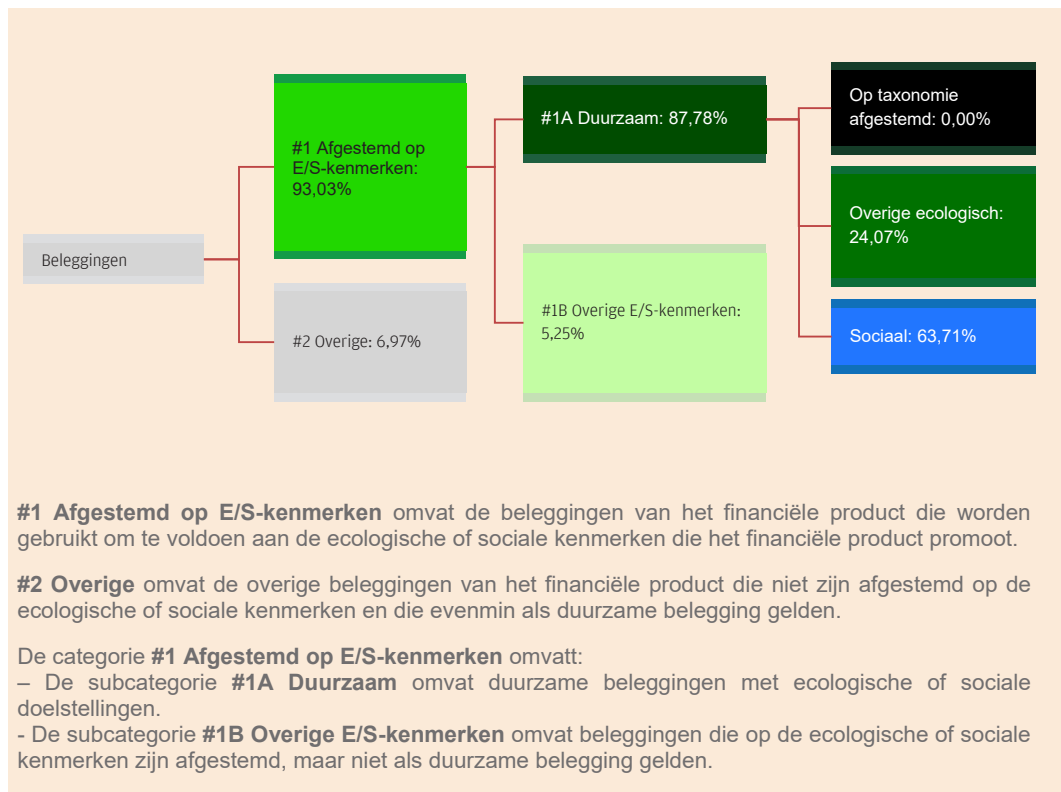 Beleggingen
#1 Afgestemd op
E/S-kenmerken:
93,03%
#2 Overige: 6,97%
#1A Duurzaam: 87,78%
#1B Overige E/S-kenmerken:
5,25%
Op taxonomie
afgestemd: 0,00%
Overige ecologisch:
24,07%
Sociaal: 63,71%
#1 Afgestemd op E/S-kenmerken omvat de beleggingen van het financiële product die worden
gebruikt om te voldoen aan de ecologische of sociale kenmerken die het financiële product promoot.
#2 Overige omvat de overige beleggingen van het financiële product die niet zijn afgestemd op de
ecologische of sociale kenmerken en die evenmin als duurzame belegging gelden.
De categorie #1 Afgestemd op E/S-kenmerken omvatt:
– De subcategorie #1A Duurzaam omvat duurzame beleggingen met ecologische of sociale
doelstellingen.
- De subcategorie #1B Overige E/S-kenmerken omvat beleggingen die op de ecologische of sociale
kenmerken zijn afgestemd, maar niet als duurzame belegging gelden.